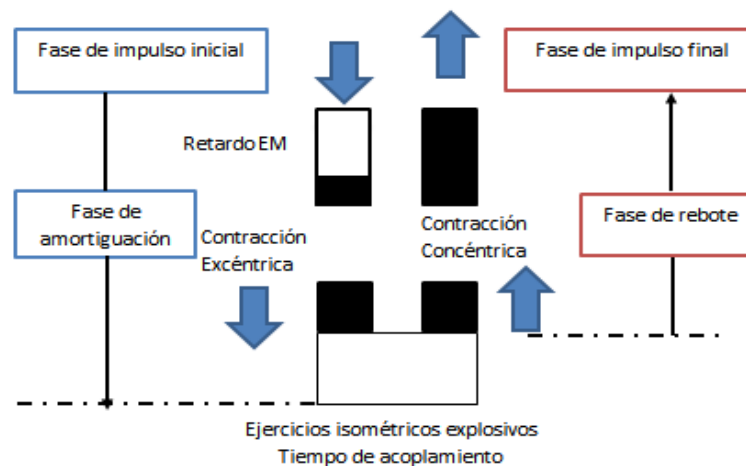 Fase de impulso inicial
Fase de impulso final
Retardo EM
Fase de
amortiguación
Contracción
Excéntrica
Contracción
Concéntrica
Fase de rebote
Ejercicios isométricos explosivos
Tiempo de acoplamiento